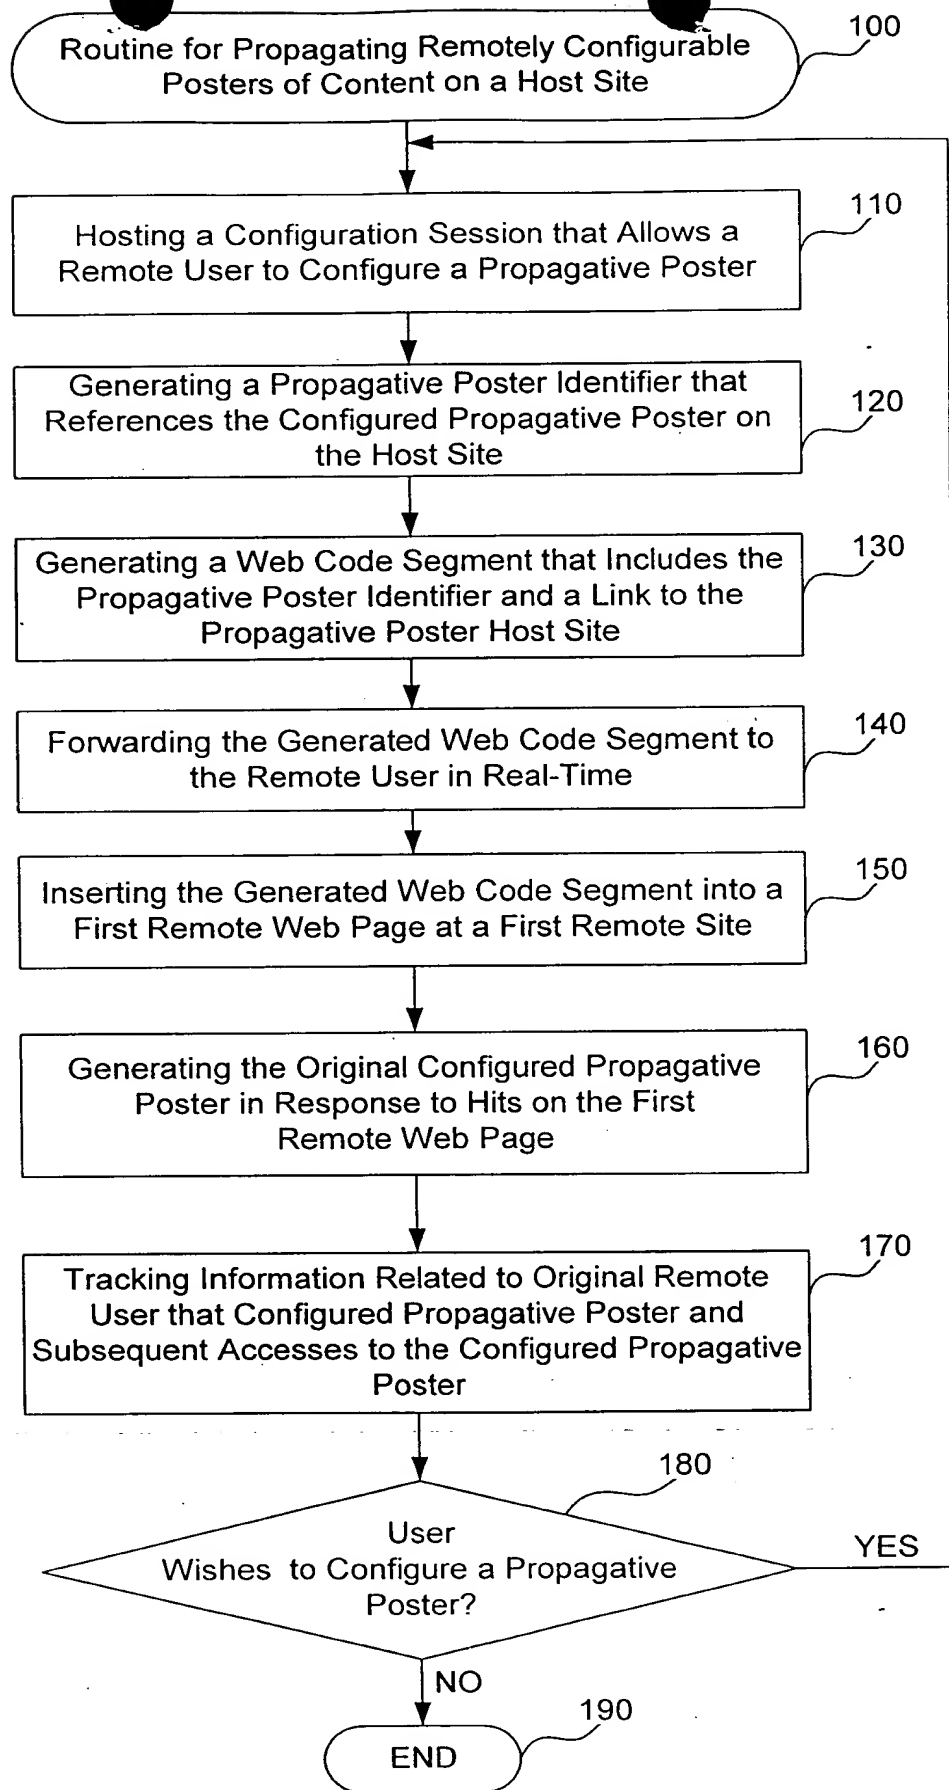 100
Routine for Propagating Remotely Configurable
Posters of Content on a Host Site
110
Hosting a Configuration Session that Allows a
Remote User to Configure a Propagative Poster
120
Generating a Propagative Poster Identifier that
References the Configured Propagative Poster on
the Host Site
130
Generating a Web Code Segment that Includes the
Propagative Poster Identifier and a Link to the
Propagative Poster Host Site
140
Forwarding the Generated Web Code Segment to
the Remote User in Real-Time
150
Inserting the Generated Web Code Segment into a
First Remote Web Page at a First Remote Site
160
Generating the Original Configured Propagative
Poster in Response to Hits on the First
Remote Web Page
170
Tracking Information Related to Original Remote
User that Configured Propagative Poster and
Subsequent Accesses to the Configured Propagative
Poster
180
User
Wishes to Configure a Propagative
Poster?
YES
NO
190
END